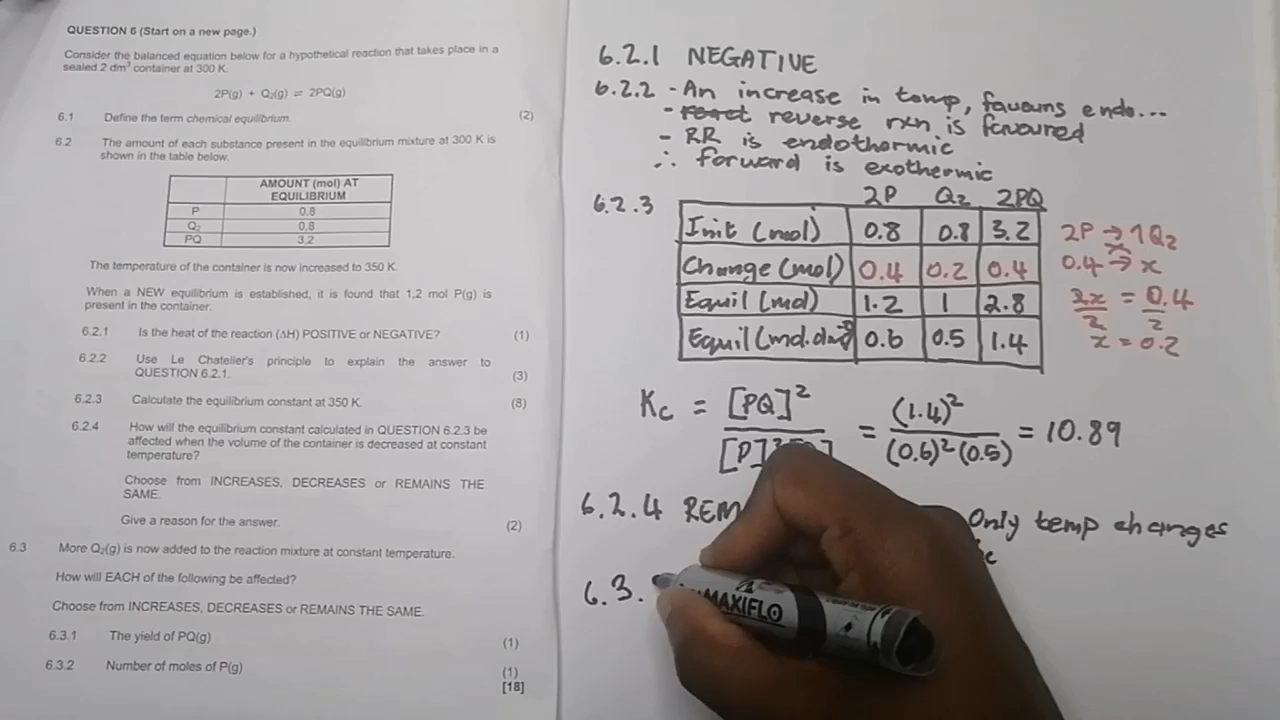 QUESTION 6 (Start on a new page.)
Consider the balanced equation below for a hypothetical reaction that takes place in a
sealed 2 dm³ container at 300 K.
2P(g) + Q₂(g) ⇌ 2PQ(g)
6.1 Define the term chemical equilibrium. (2)
6.2 The amount of each substance present in the equilibrium mixture at 300 K is
shown in the table below.
AMOUNT (mol) AT
EQUILIBRIUM
P 0,8
Q₂ 0,8
PQ 3,2
The temperature of the container is now increased to 350 K.
When a NEW equilibrium is established, it is found that 1,2 mol P(g) is
present in the container.
6.2.1 Is the heat of the reaction (ΔH) POSITIVE or NEGATIVE? (1)
6.2.2 Use Le Chatelier's principle to explain the answer to
QUESTION 6.2.1. (3)
6.2.3 Calculate the equilibrium constant at 350 K. (8)
6.2.4 How will the equilibrium constant calculated in QUESTION 6.2.3 be
affected when the volume of the container is decreased at constant
temperature?
Choose from INCREASES, DECREASES or REMAINS THE
SAME.
Give a reason for the answer. (2)
6.3 More Q₂(g) is now added to the reaction mixture at constant temperature.
How will EACH of the following be affected?
Choose from INCREASES, DECREASES or REMAINS THE SAME.
6.3.1 The yield of PQ(g) (1)
6.3.2 Number of moles of P(g) (1)
[18]
6.2.1 NEGATIVE
6.2.2 - An increase in temp, favours endo...
- react reverse rxn is favoured
- RR is endothermic
∴ forward is exothermic
6.2.3 2P Q₂ 2PQ
Init (mol) 0.8 0.8 3.2
Change (mol) 0.4 0.2 0.4
Equil (mol) 1.2 1 2.8
Equil (mol.dm⁻³) 0.6 0.5 1.4
2P → 1Q₂
0.4 → x
2x/2 = 0.4/2
x = 0.2
Kc = [PQ]² / [P]² = (1.4)² / (0.6)² (0.5) = 10.89
6.2.4 REM Only temp changes
6.3.
MAXIFLO